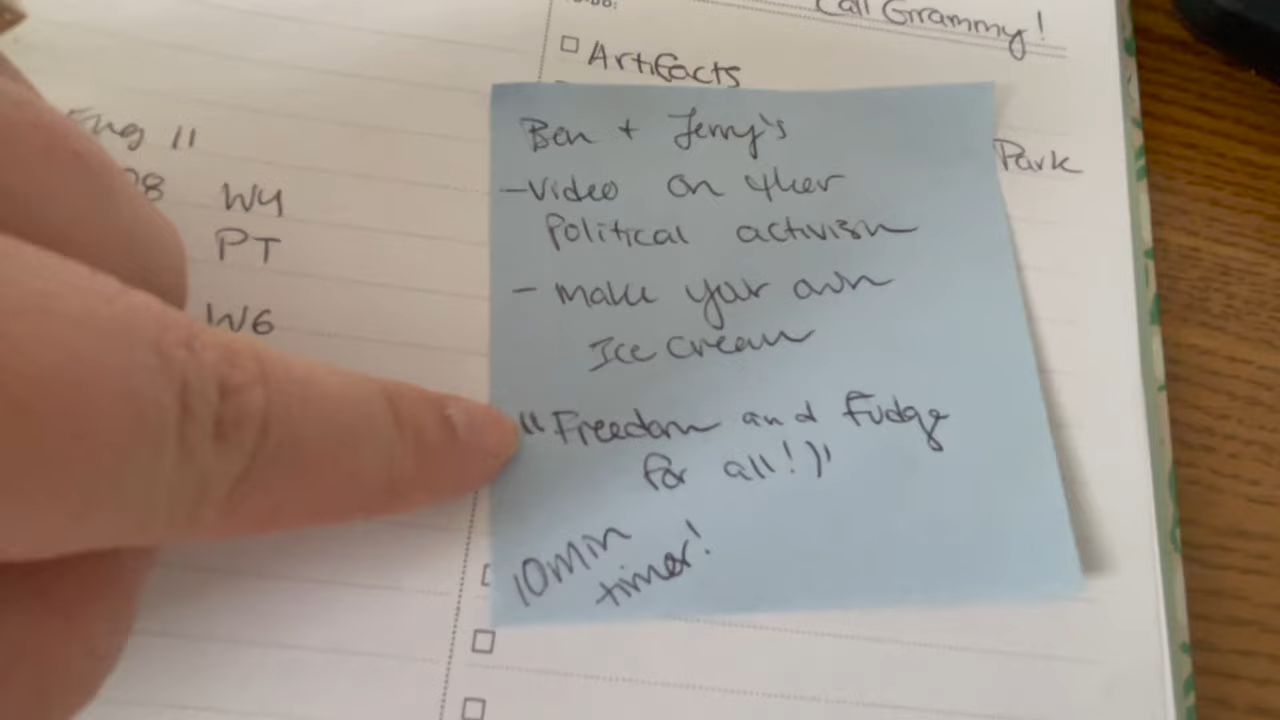 Call Grammy!
Artifacts
Eng 11
W4
Park
PT
W6
Ben + Jerry's
-Video on their
Political activism
- make your own
Ice cream
"Freedom and fudge
for all!)"
10min
timer!